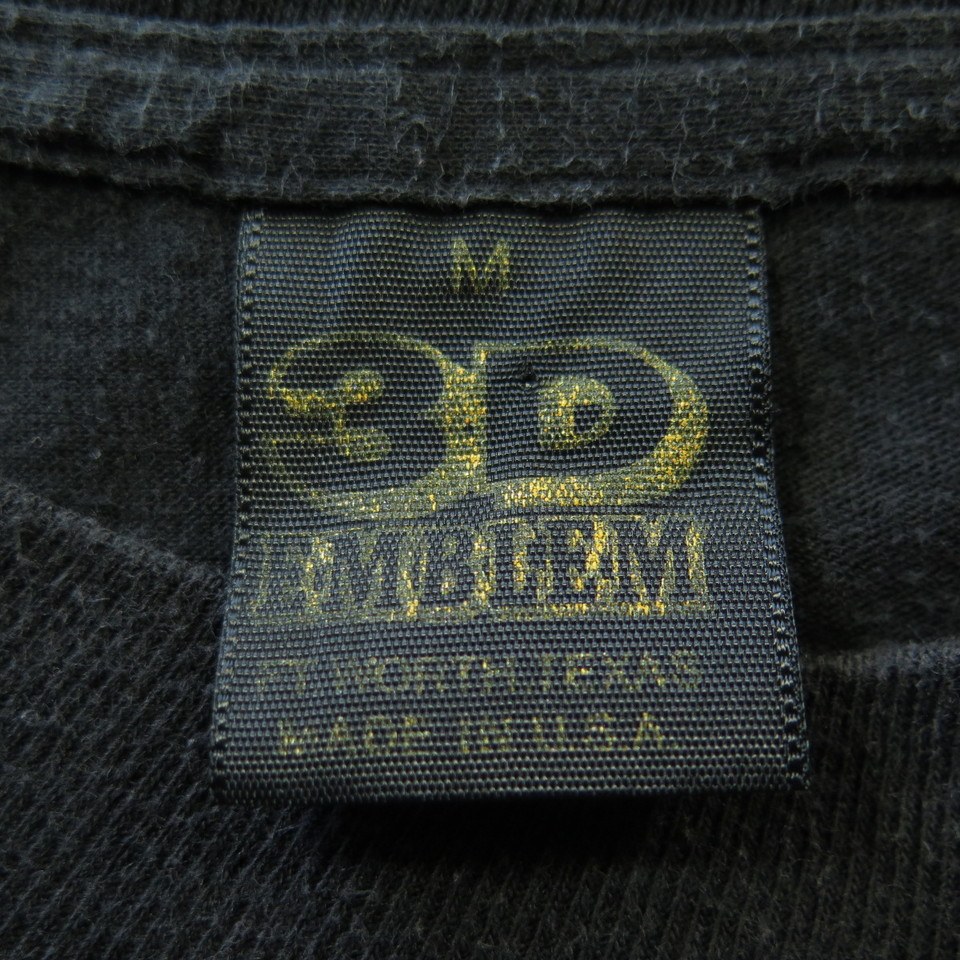 M
3D
EMBLEM
FT WORTH TEXAS
MADE IN U.S.A